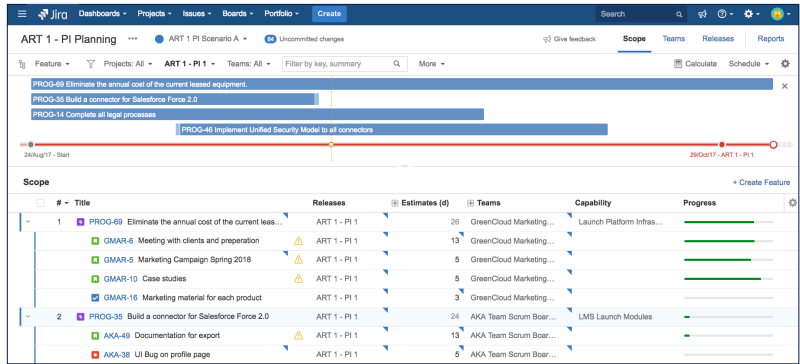 Jira Dashboards Projects Issues Boards Portfolio Create Search
ART 1 - PI Planning ••• ART 1 PI Scenario A 84 Uncommitted changes Give feedback Scope Teams Releases Reports
Feature Projects: All ART 1 - PI 1 Teams: All Filter by key, summary More Calculate Schedule
PROG-69 Eliminate the annual cost of the current leased equipment.
PROG-35 Build a connector for Salesforce Force 2.0
PROG-14 Complete all legal processes
PROG-46 Implement Unified Security Model to all connectors
24/Aug/17 - Start 29/Oct/17 - ART 1 - PI 1
Scope + Create Feature
# Title Releases Estimates (d) Teams Capability Progress
1 PROG-69 Eliminate the annual cost of the current leas... ART 1 - PI 1 26 GreenCloud Marketing... Launch Platform Infras...
GMAR-6 Meeting with clients and preperation ART 1 - PI 1 13 GreenCloud Marketing...
GMAR-5 Marketing Campaign Spring 2018 ART 1 - PI 1 5 GreenCloud Marketing...
GMAR-10 Case studies ART 1 - PI 1 5 GreenCloud Marketing...
GMAR-16 Marketing material for each product ART 1 - PI 1 3 GreenCloud Marketing...
2 PROG-35 Build a connector for Salesforce Force 2.0 ART 1 - PI 1 24 AKA Team Scrum Boar... LMS Launch Modules
AKA-49 Documentation for export ART 1 - PI 1 13 AKA Team Scrum Boar...
AKA-38 UI Bug on profile page ART 1 - PI 1 5 AKA Team Scrum Boar...